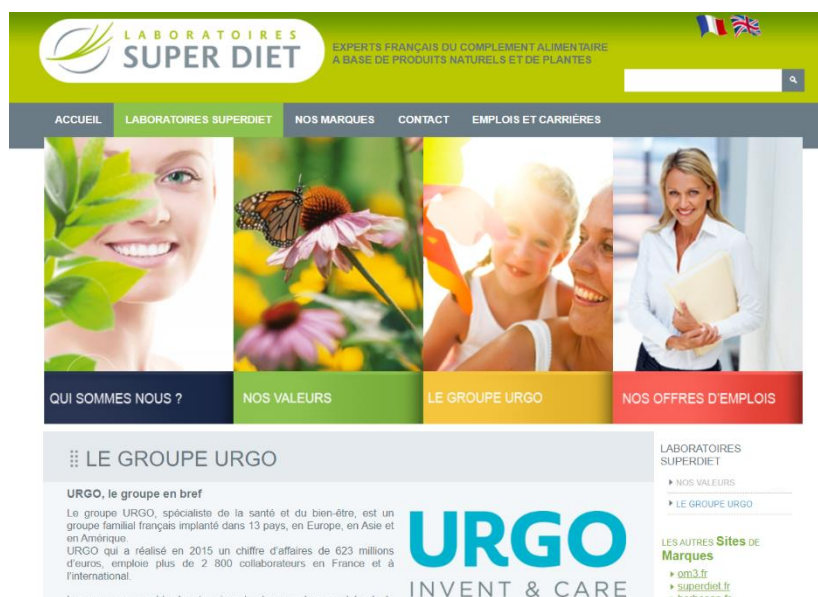 LABORATOIRES
SUPER DIET
EXPERTS FRANÇAIS DU COMPLEMENT ALIMENTAIRE
A BASE DE PRODUITS NATURELS ET DE PLANTES
ACCUEIL LABORATOIRES SUPERDIET NOS MARQUES CONTACT EMPLOIS ET CARRIÈRES
QUI SOMMES NOUS ? NOS VALEURS LE GROUPE URGO NOS OFFRES D'EMPLOIS
LE GROUPE URGO
URGO, le groupe en bref
Le groupe URGO, spécialiste de la santé et du bien-être, est un
groupe familial français implanté dans 13 pays, en Europe, en Asie et
en Amérique.
URGO qui a réalisé en 2015 un chiffre d'affaires de 623 millions
d'euros, emploie plus de 2 800 collaborateurs en France et à
l'international.
URGO
INVENT & CARE
LABORATOIRES
SUPERDIET
NOS VALEURS
LE GROUPE URGO
LES AUTRES Sites DE
Marques
om3.fr
superdiet.fr